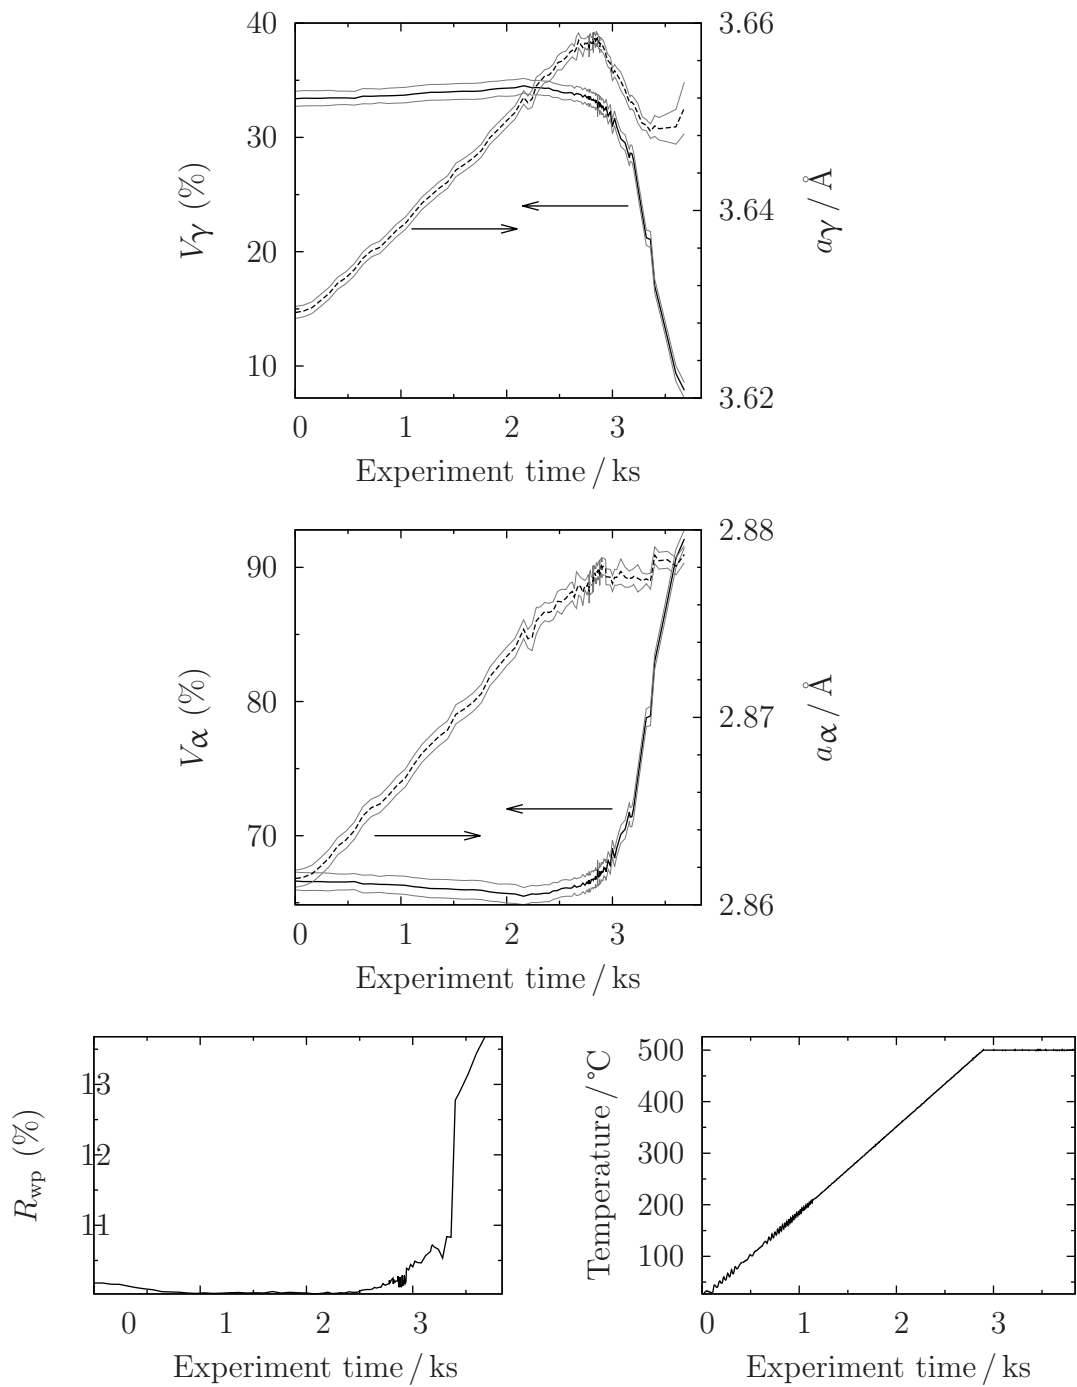 40
30
20
10
Vγ (%)
3.66
3.64
3.62
aγ / Å
0 1 2 3
Experiment time / ks
90
80
70
Vα (%)
2.88
2.87
2.86
aα / Å
0 1 2 3
Experiment time / ks
13
12
11
Rwp (%)
0 1 2 3
Experiment time / ks
500
400
300
200
100
Temperature / °C
0 1 2 3
Experiment time / ks